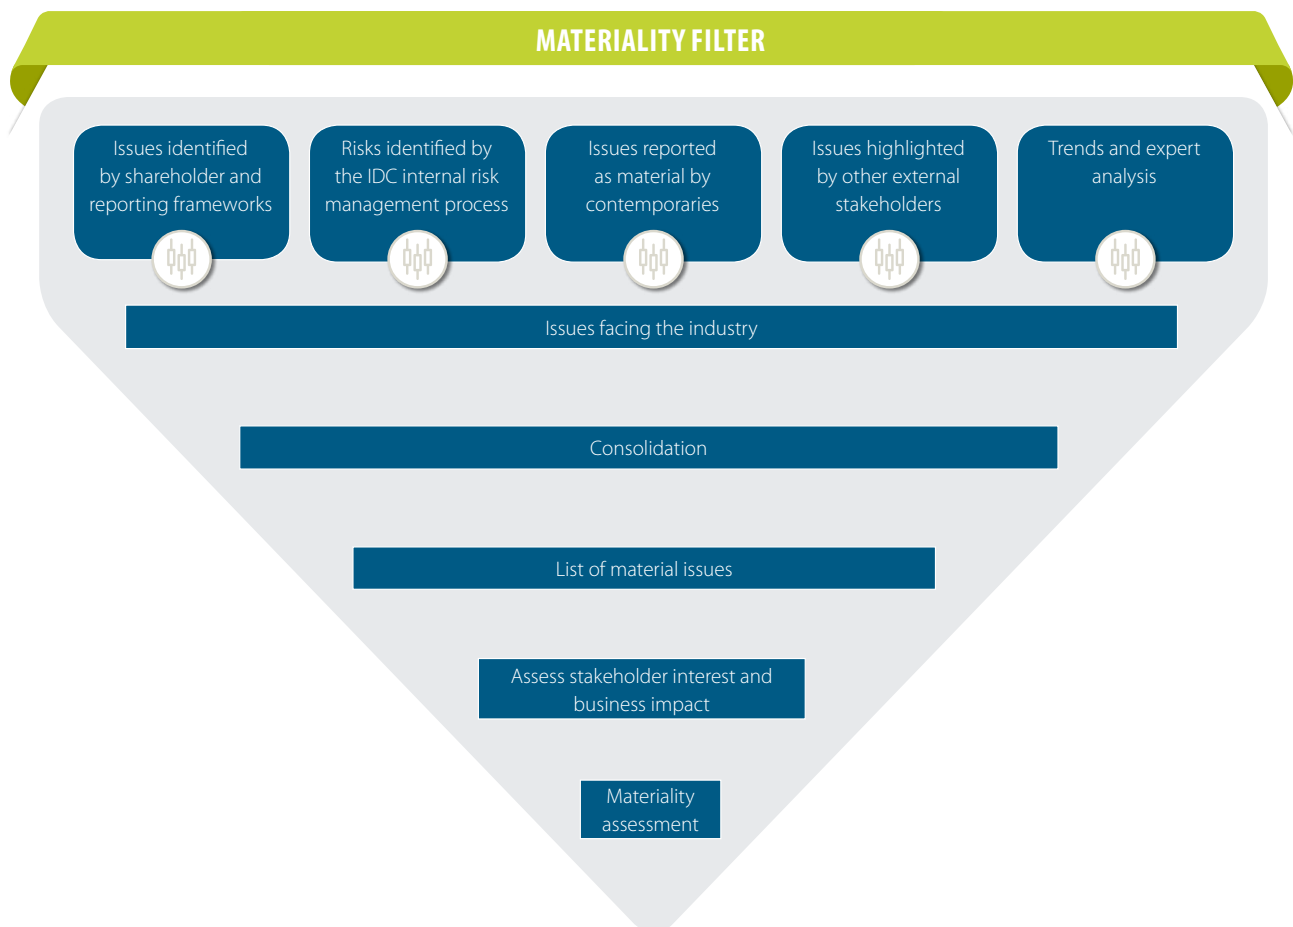 MATERIALITY FILTER
Issues identified
by shareholder and
reporting frameworks
Risks identified by
the IDC internal risk
management process
Issues reported
as material by
contemporaries
Issues highlighted
by other external
stakeholders
Trends and expert
analysis
Issues facing the industry
Consolidation
List of material issues
Assess stakeholder interest and
business impact
Materiality
assessment